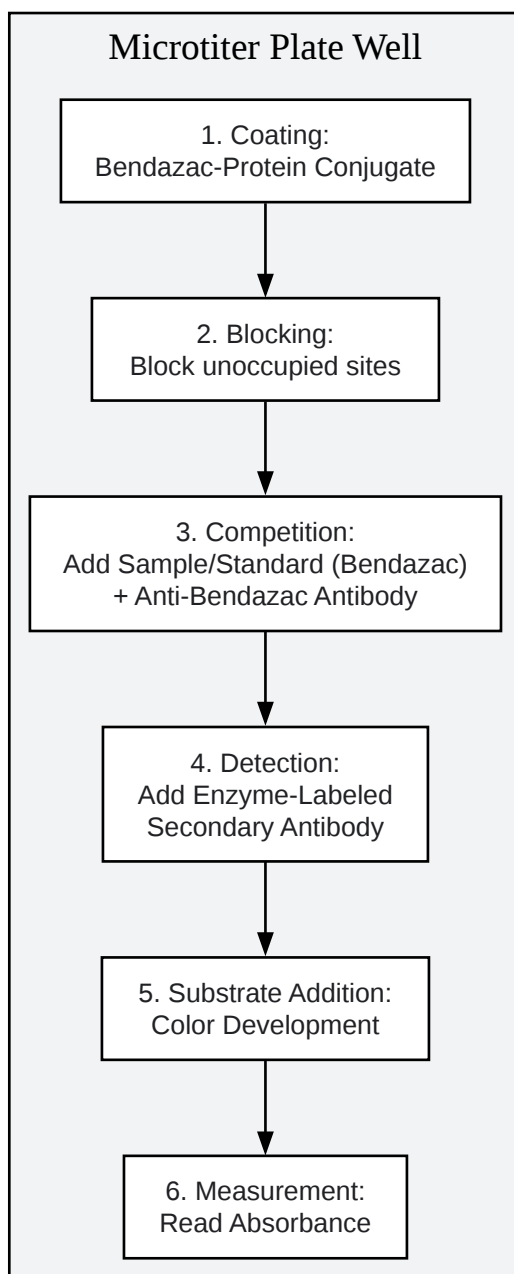 Microtiter Plate Well
1. Coating:
Bendazac-Protein Conjugate
2. Blocking:
Block unoccupied sites
3. Competition:
Add Sample/Standard (Bendazac)
+ Anti-Bendazac Antibody
4. Detection:
Add Enzyme-Labeled
Secondary Antibody
5. Substrate Addition:
Color Development
6. Measurement:
Read Absorbance